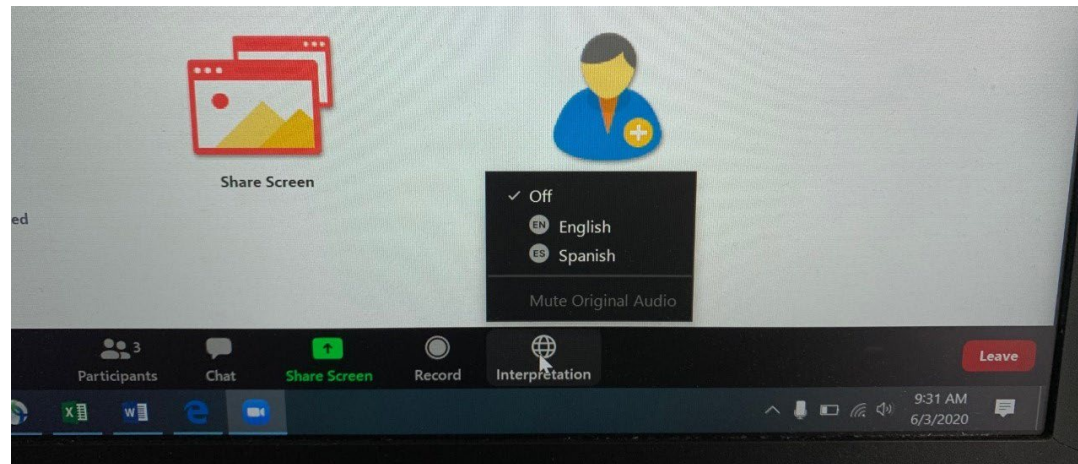 Share Screen
ed
Off
EN English
ES Spanish
Mute Original Audio
3
Participants Chat Share Screen Record Interpretation
Leave
9:31 AM
6/3/2020